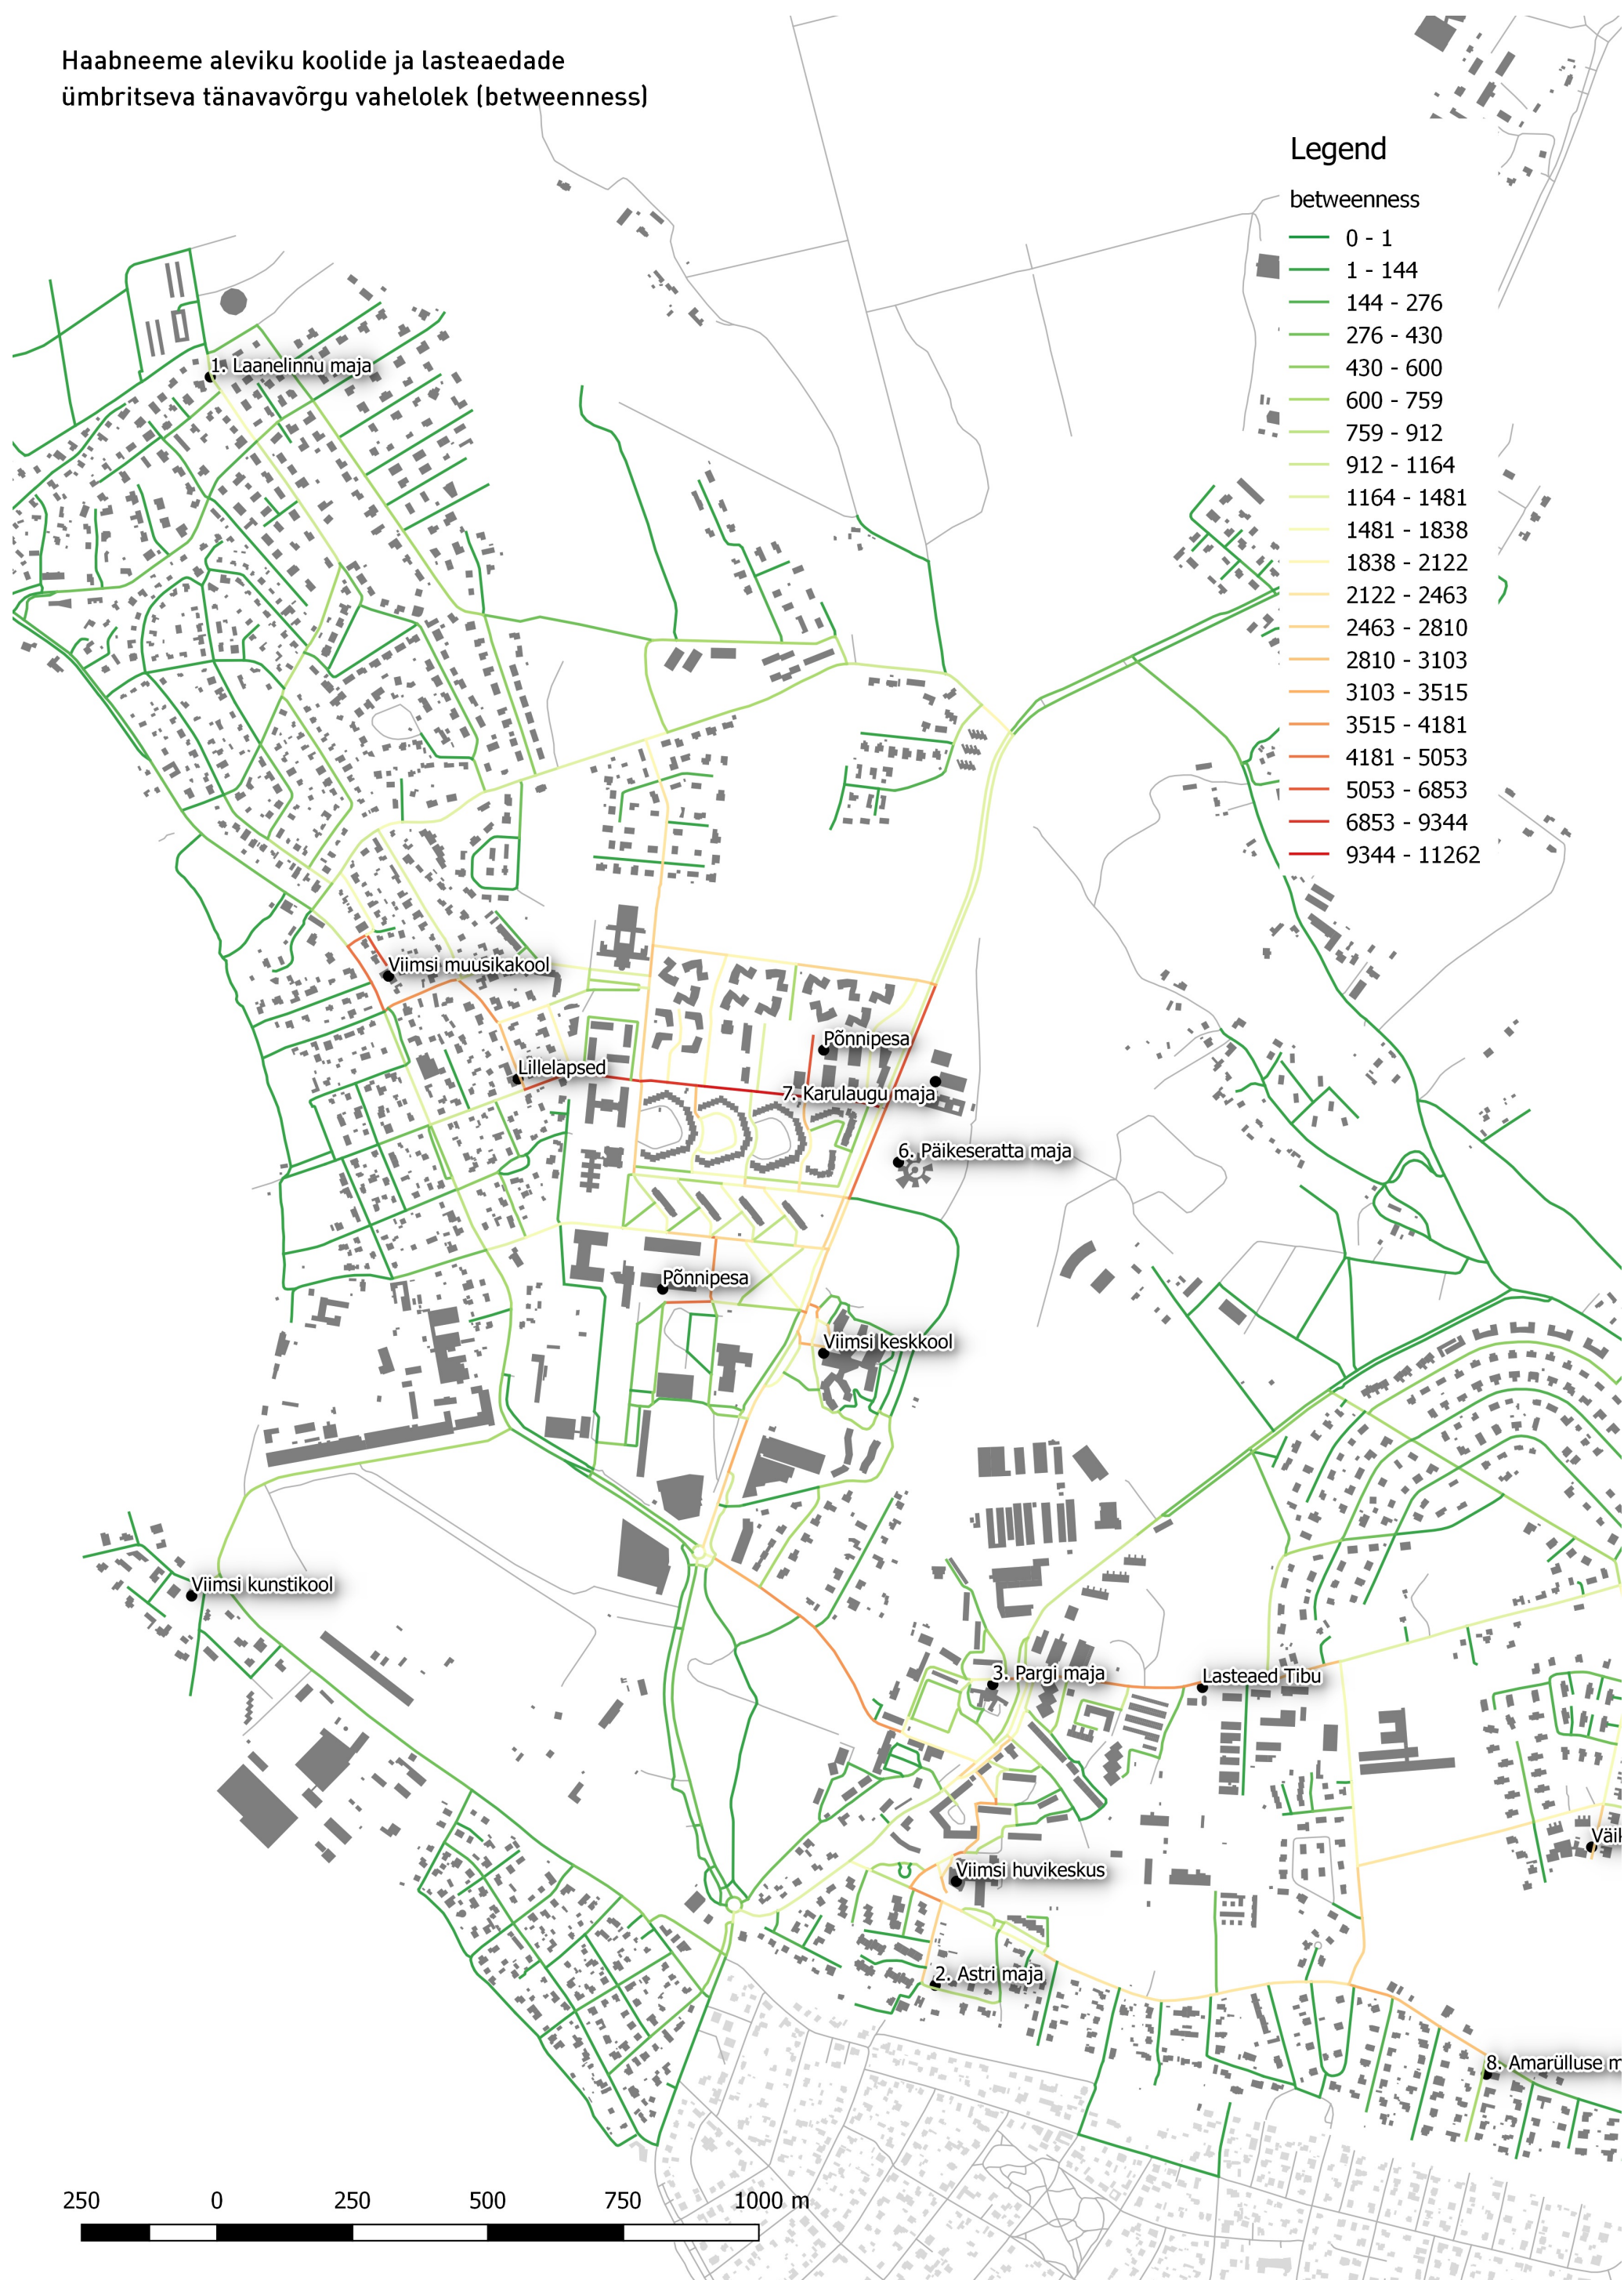 Haabneeme aleviku koolide ja lasteaedade
ümbritseva tänavavõrgu vahelolek (betweenness)
Legend
betweenness
0 - 1
1 - 144
144 - 276
276 - 430
430 - 600
600 - 759
759 - 912
912 - 1164
1164 - 1481
1481 - 1838
1838 - 2122
2122 - 2463
2463 - 2810
2810 - 3103
3103 - 3515
3515 - 4181
4181 - 5053
5053 - 6853
6853 - 9344
9344 - 11262
1. Laanelinnu maja
Viimsi muusikakool
Põnnipesa
Lillelapsed
7. Karulaugu maja
6. Päikeseratta maja
Põnnipesa
Viimsi keskkool
Viimsi kunstikool
3. Pargi maja
Lasteaed Tibu
Väik
Viimsi huvikeskus
2. Astri maja
8. Amarülluse m
250 0 250 500 750 1000 m